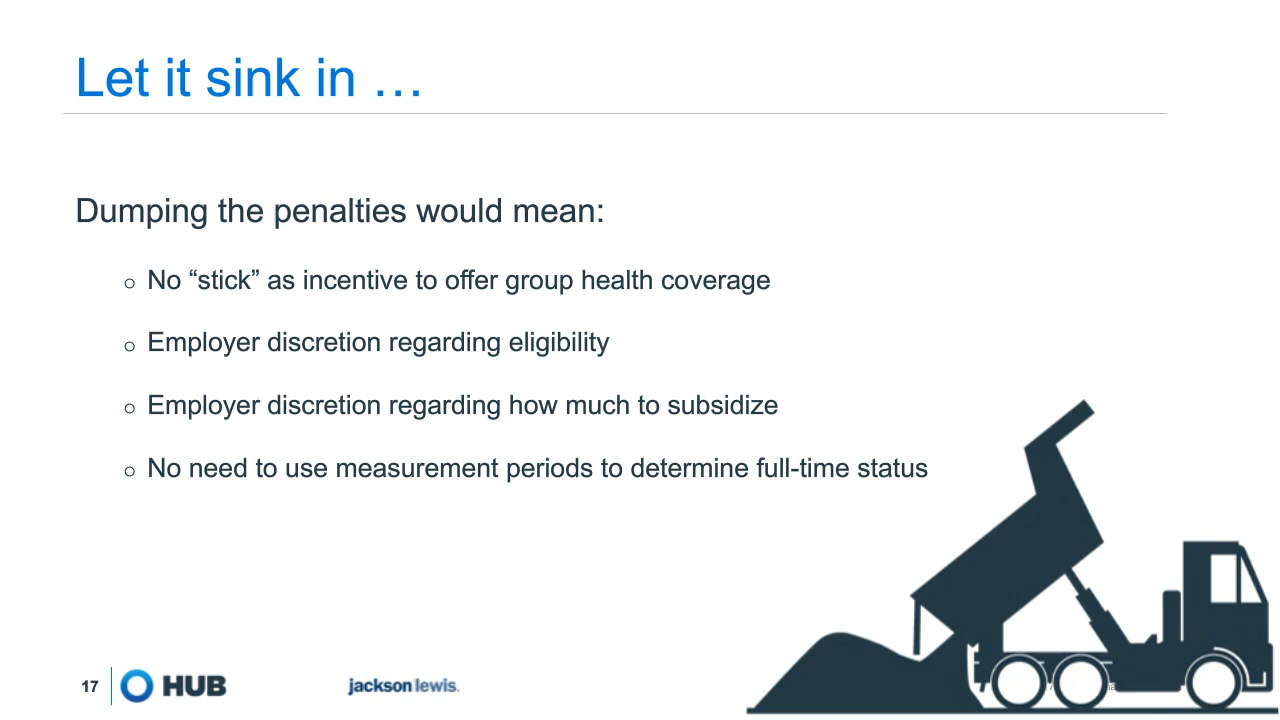 Let it sink in …
Dumping the penalties would mean:
○ No “stick” as incentive to offer group health coverage
○ Employer discretion regarding eligibility
○ Employer discretion regarding how much to subsidize
○ No need to use measurement periods to determine full-time status
17
HUB
jackson lewis.